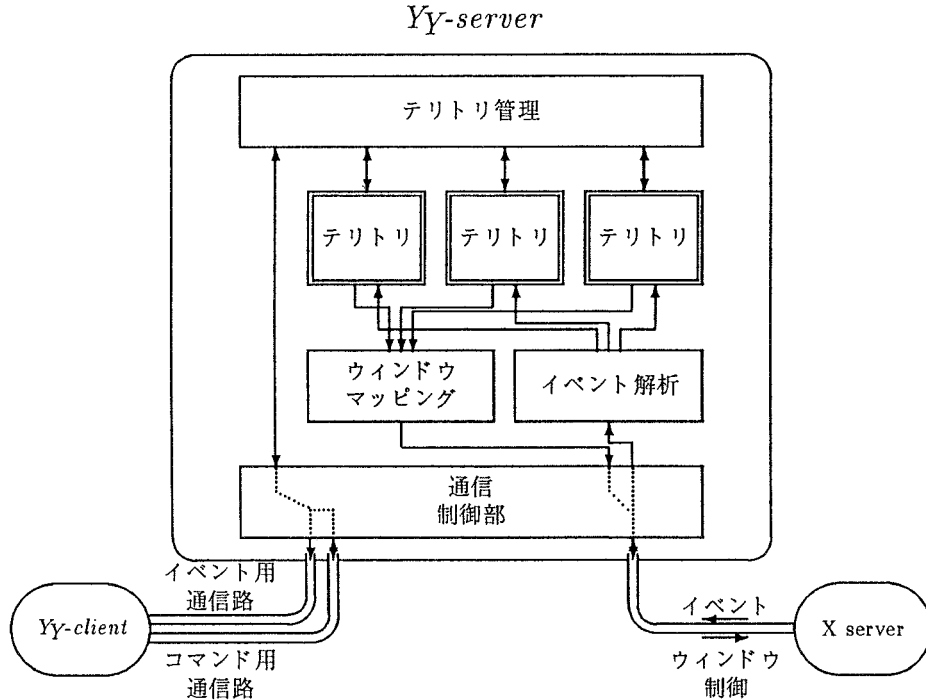 YY-server
テリトリ管理
テリトリ
テリトリ
テリトリ
ウィンドウ
マッピング
イベント解析
通信
制御部
イベント用
通信路
YY-client
コマンド用
通信路
イベント
ウィンドウ
制御
X server